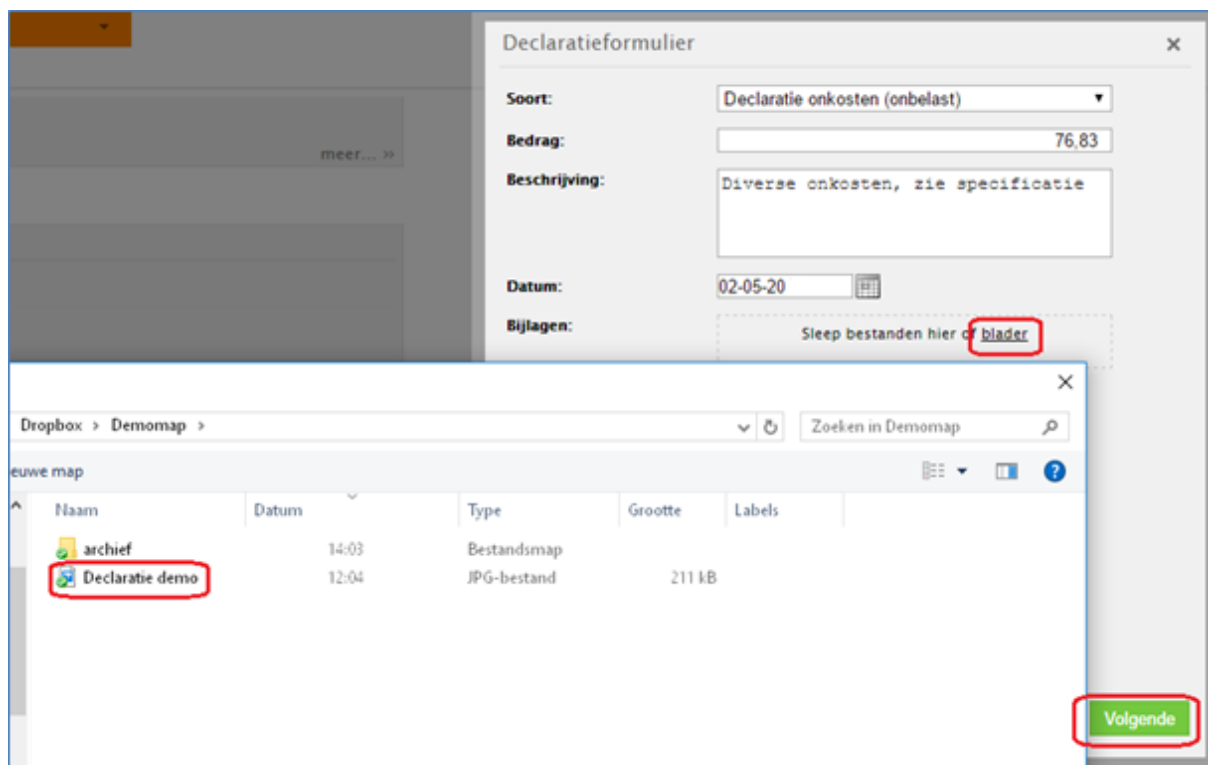 Declaratieformulier
meer... »
Soort: Declaratie onkosten (onbelast)
Bedrag: 76,83
Beschrijving: Diverse onkosten, zie specificatie
Datum: 02-05-20
Bijlagen: Sleep bestanden hier of blader
Dropbox > Demomap >
Zoeken in Demomap
euwe map
Naam Datum Type Grootte Labels
archief 14:03 Bestandsmap
Declaratie demo 12:04 JPG-bestand 211 kB
Volgende